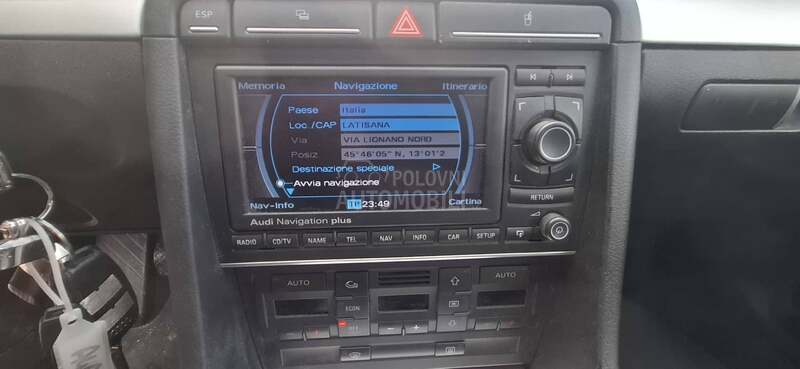 ESP
Memoria Navigazione Itinerario
Paese Italia
Loc./CAP LATISANA
Via VIA LIGNANO NORD
Posiz. 45°46'05" N, 13°01'2
Destinazione speciale
Avvia navigazione
POLOVNI
AUTOMOBILI
Nav-Info 23:49 Cartina
RETURN
Audi Navigation plus
RADIO CD/TV NAME TEL NAV INFO CAR SETUP
AUTO AUTO
ECON
OFF